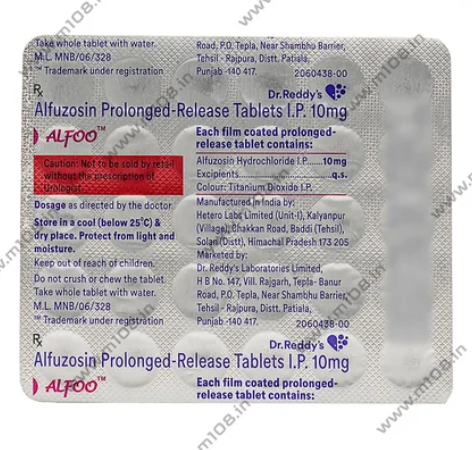 Take whole tablet with water.
M.L. MNB/06/328
™ Trademark under registration
Road, P.O. Tepla, Near Shambhu Barrier,
Tehsil - Rajpura, Distt. Patiala,
Punjab -140 417. 2060438-00
Rx Dr.Reddy's
Alfuzosin Prolonged-Release Tablets I.P. 10mg
ALFOO™
Caution: Not to be sold by retail
without the prescription of
Urologist.
Dosage as directed by the doctor.
Store in a cool (below 25°C) &
dry place. Protect from light and
moisture.
Keep out of reach of children.
Do not crush or chew the tablet
Take whole tablet with water.
M.L. MNB/06/328
™ Trademark under registration
Each film coated prolonged-
release tablet contains:
Alfuzosin Hydrochloride I.P......10mg
Excipients......q.s.
Colour: Titanium Dioxide I.P.
Manufactured in India by:
Hetero Labs Limited (Unit-I), Kalyanpur
(Village), Chakkan Road, Baddi (Tehsil),
Solan (Distt), Himachal Pradesh 173 205
Marketed by:
Dr. Reddy's Laboratories Limited,
H B No. 147, Vill. Rajgarh, Tepla- Banur
Road, P.O. Tepla, Near Shambhu Barrier,
Tehsil - Rajpura, Distt. Patiala,
Punjab -140 417. 2060438-00
Rx Dr.Reddy's
Alfuzosin Prolonged-Release Tablets I.P. 10mg
ALFOO™
Each film coated prolonged-
release tablet contains:
www.m108.in